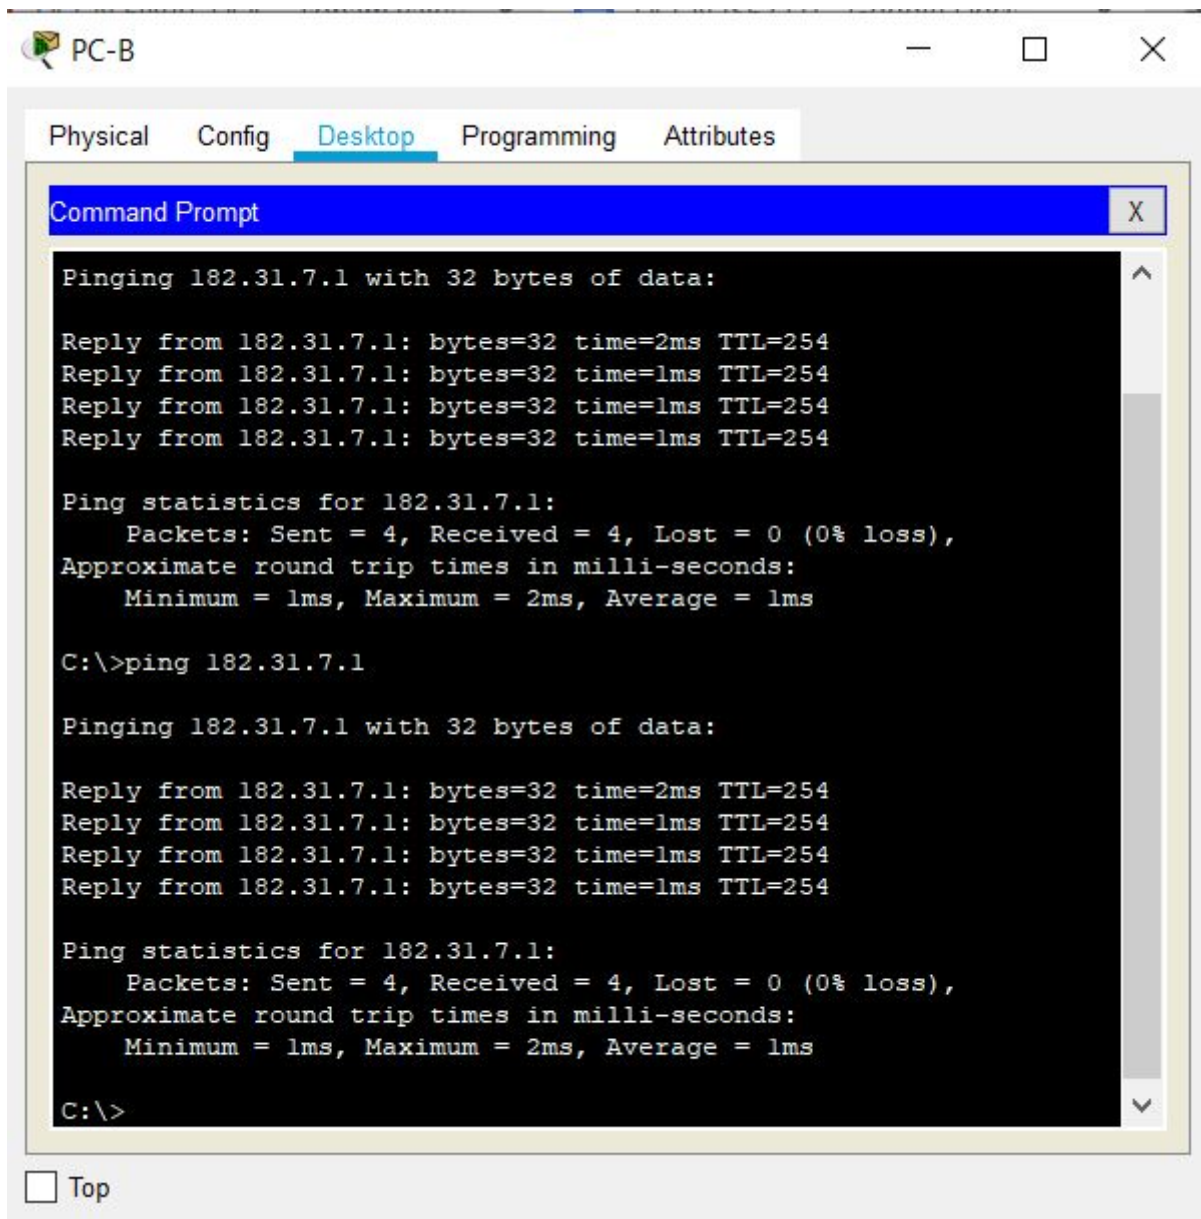 PC-B
Physical Config Desktop Programming Attributes
Command Prompt X
Pinging 182.31.7.1 with 32 bytes of data:
Reply from 182.31.7.1: bytes=32 time=2ms TTL=254
Reply from 182.31.7.1: bytes=32 time=1ms TTL=254
Reply from 182.31.7.1: bytes=32 time=1ms TTL=254
Reply from 182.31.7.1: bytes=32 time=1ms TTL=254
Ping statistics for 182.31.7.1:
Packets: Sent = 4, Received = 4, Lost = 0 (0% loss),
Approximate round trip times in milli-seconds:
Minimum = 1ms, Maximum = 2ms, Average = 1ms
C:\>ping 182.31.7.1
Pinging 182.31.7.1 with 32 bytes of data:
Reply from 182.31.7.1: bytes=32 time=2ms TTL=254
Reply from 182.31.7.1: bytes=32 time=1ms TTL=254
Reply from 182.31.7.1: bytes=32 time=1ms TTL=254
Reply from 182.31.7.1: bytes=32 time=1ms TTL=254
Ping statistics for 182.31.7.1:
Packets: Sent = 4, Received = 4, Lost = 0 (0% loss),
Approximate round trip times in milli-seconds:
Minimum = 1ms, Maximum = 2ms, Average = 1ms
C:\>
Top